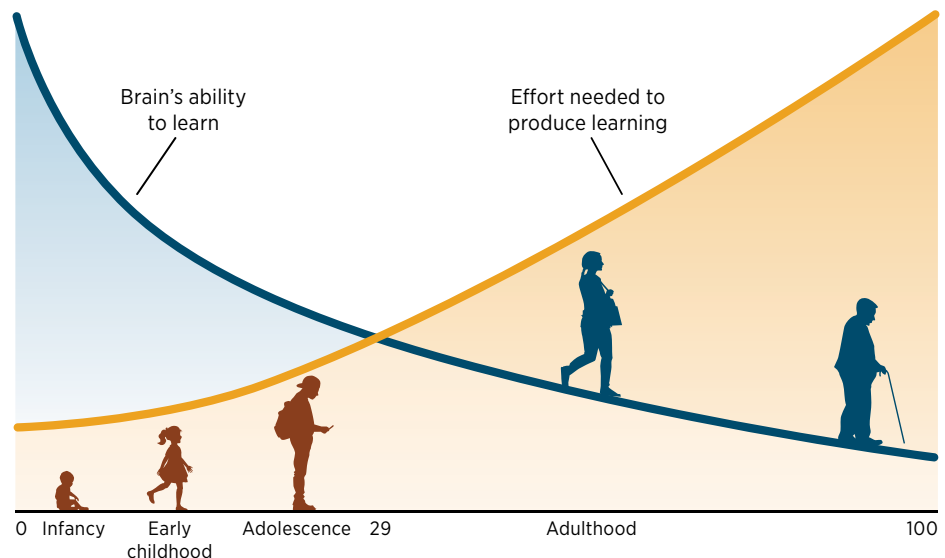 Brain’s ability
to learn
Effort needed to
produce learning
0 Infancy Early Adolescence 29 Adulthood 100
childhood